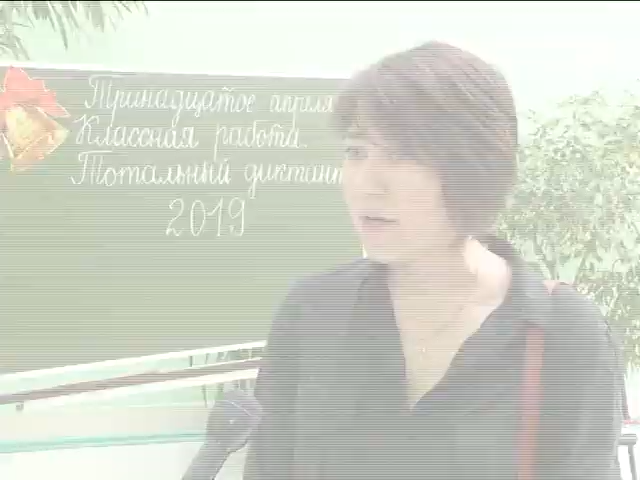 Тринадцатое апреля
Классная работа.
Тотальный диктант
2019